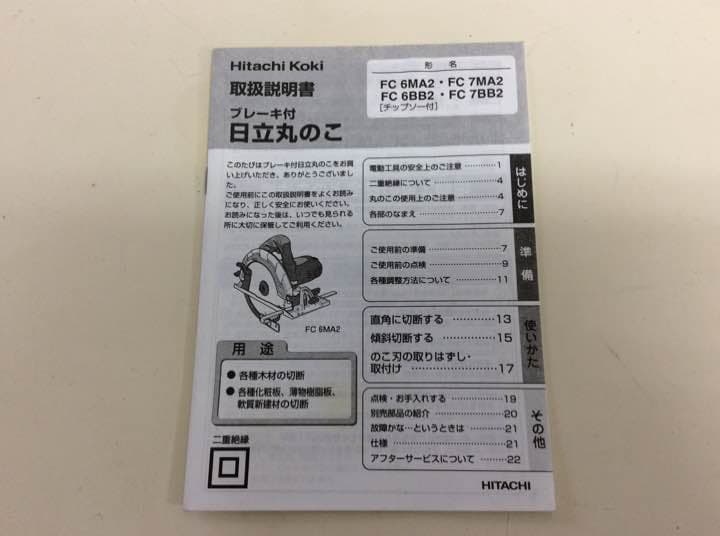 Hitachi Koki
取扱説明書
ブレーキ付
日立丸のこ
形 名
FC 6MA2・FC 7MA2
FC 6BB2・FC 7BB2
[チップソー付]
このたびはブレーキ付日立丸のこをお買
い上げいただき、ありがとうございまし
た。
ご使用前にこの取扱説明書をよくお読み
になり、正しく安全にお使いください。
お読みになった後は、いつでも見られる
所に大切に保管してご利用ください。
FC 6MA2
用 途
● 各種木材の切断
● 各種化粧板、薄物樹脂板、
軟質新建材の切断
二重絶縁
電動工具の安全上のご注意 …………1
二重絶縁について …………4
丸のこの使用上のご注意 …………4
各部のなまえ …………7
はじめに
ご使用前の準備 …………7
ご使用前の点検 …………9
各種調整方法について …………11
準備
直角に切断する …………13
傾斜切断する …………15
のこ刃の取りはずし・
取付け …………17
使いかた
点検・お手入れする …………19
別売部品の紹介 …………20
故障かな…というときは …………21
仕様 …………21
アフターサービスについて …………22
その他
HITACHI